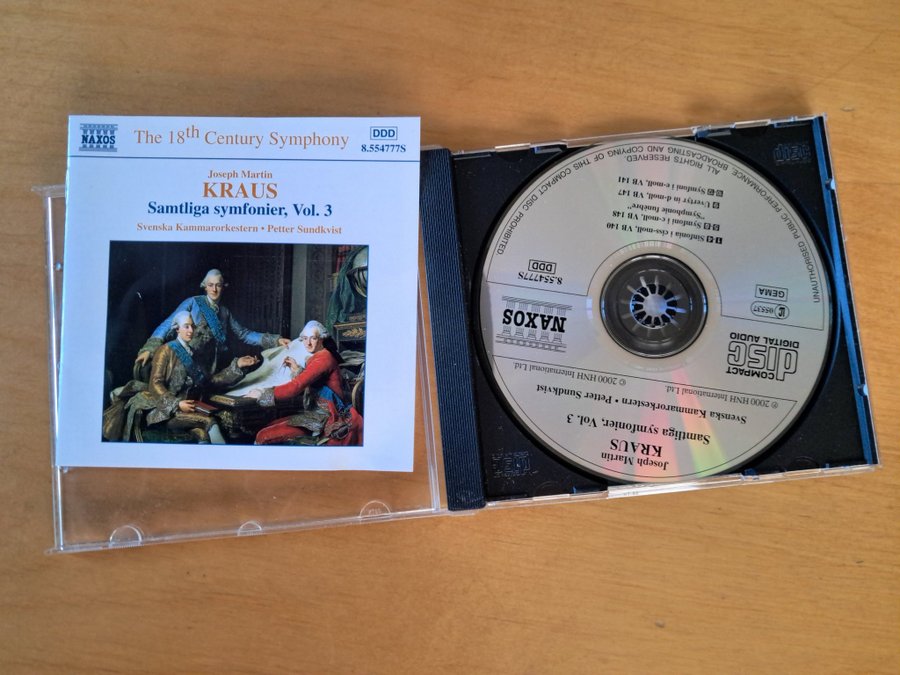 NAXOS
The 18th Century Symphony
DDD
8.554777S
Joseph Martin
KRAUS
Samtliga symfonier, Vol. 3
Svenska Kammarorkestern • Petter Sundkvist
Joseph Martin
KRAUS
Samtliga symfonier, Vol. 3
Svenska Kammarorkestern • Petter Sundkvist
℗ 2000 HNH International Ltd.
© 2000 HNH International Ltd.
COMPACT
disc
DIGITAL AUDIO
NAXOS
LC 05537
GEMA
DDD
8.554777S
Sinfonia i ciss-moll, VB 140
Symfoni i c-moll, VB 148
"Symphonie funèbre"
Uvertyr in d-moll, VB 147
Symfoni i e-moll, VB 141
UNAUTHORISED PUBLIC PERFORMANCE, BROADCASTING AND COPYING OF THIS COMPACT DISC PROHIBITED
ALL RIGHTS RESERVED.